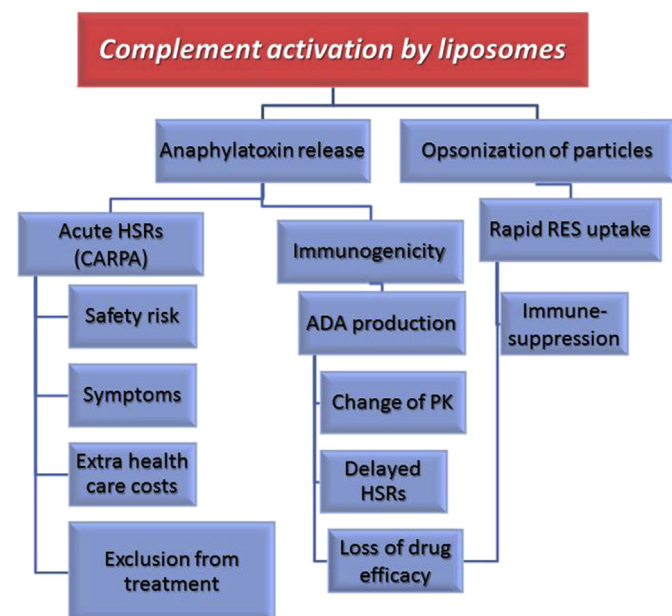 Complement activation by liposomes
Anaphylatoxin release
Opsonization of particles
Acute HSRs
(CARPA)
Immunogenicity
Rapid RES uptake
Safety risk
ADA production
Immune-
suppression
Symptoms
Change of PK
Extra health
care costs
Delayed
HSRs
Exclusion from
treatment
Loss of drug
efficacy